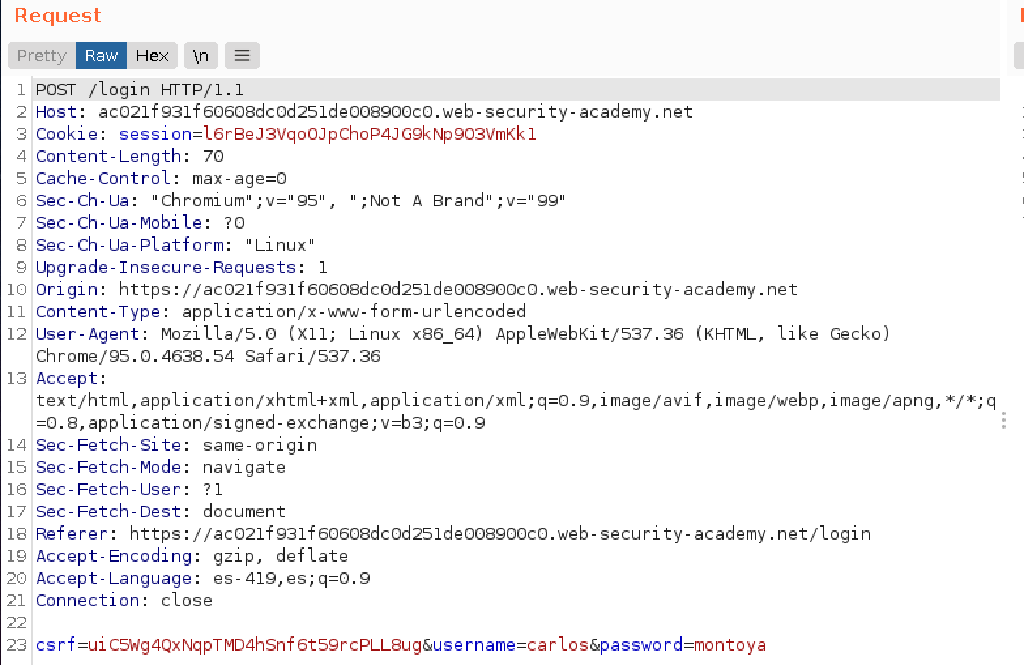 Request
Pretty Raw Hex \n
1 POST /login HTTP/1.1
2 Host: ac021f931f60608dc0d251de008900c0.web-security-academy.net
3 Cookie: session=l6rBeJ3VqoOJpChoP4JG9kNp9O3VmKk1
4 Content-Length: 70
5 Cache-Control: max-age=0
6 Sec-Ch-Ua: "Chromium";v="95", ";Not A Brand";v="99"
7 Sec-Ch-Ua-Mobile: ?0
8 Sec-Ch-Ua-Platform: "Linux"
9 Upgrade-Insecure-Requests: 1
10 Origin: https://ac021f931f60608dc0d251de008900c0.web-security-academy.net
11 Content-Type: application/x-www-form-urlencoded
12 User-Agent: Mozilla/5.0 (X11; Linux x86_64) AppleWebKit/537.36 (KHTML, like Gecko)
Chrome/95.0.4638.54 Safari/537.36
13 Accept:
text/html,application/xhtml+xml,application/xml;q=0.9,image/avif,image/webp,image/apng,*/*;q
=0.8,application/signed-exchange;v=b3;q=0.9
14 Sec-Fetch-Site: same-origin
15 Sec-Fetch-Mode: navigate
16 Sec-Fetch-User: ?1
17 Sec-Fetch-Dest: document
18 Referer: https://ac021f931f60608dc0d251de008900c0.web-security-academy.net/login
19 Accept-Encoding: gzip, deflate
20 Accept-Language: es-419,es;q=0.9
21 Connection: close
22
23 csrf=uiC5Wg4QxNqpTMD4hSnf6t59rcPLL8ug&username=carlos&password=montoya